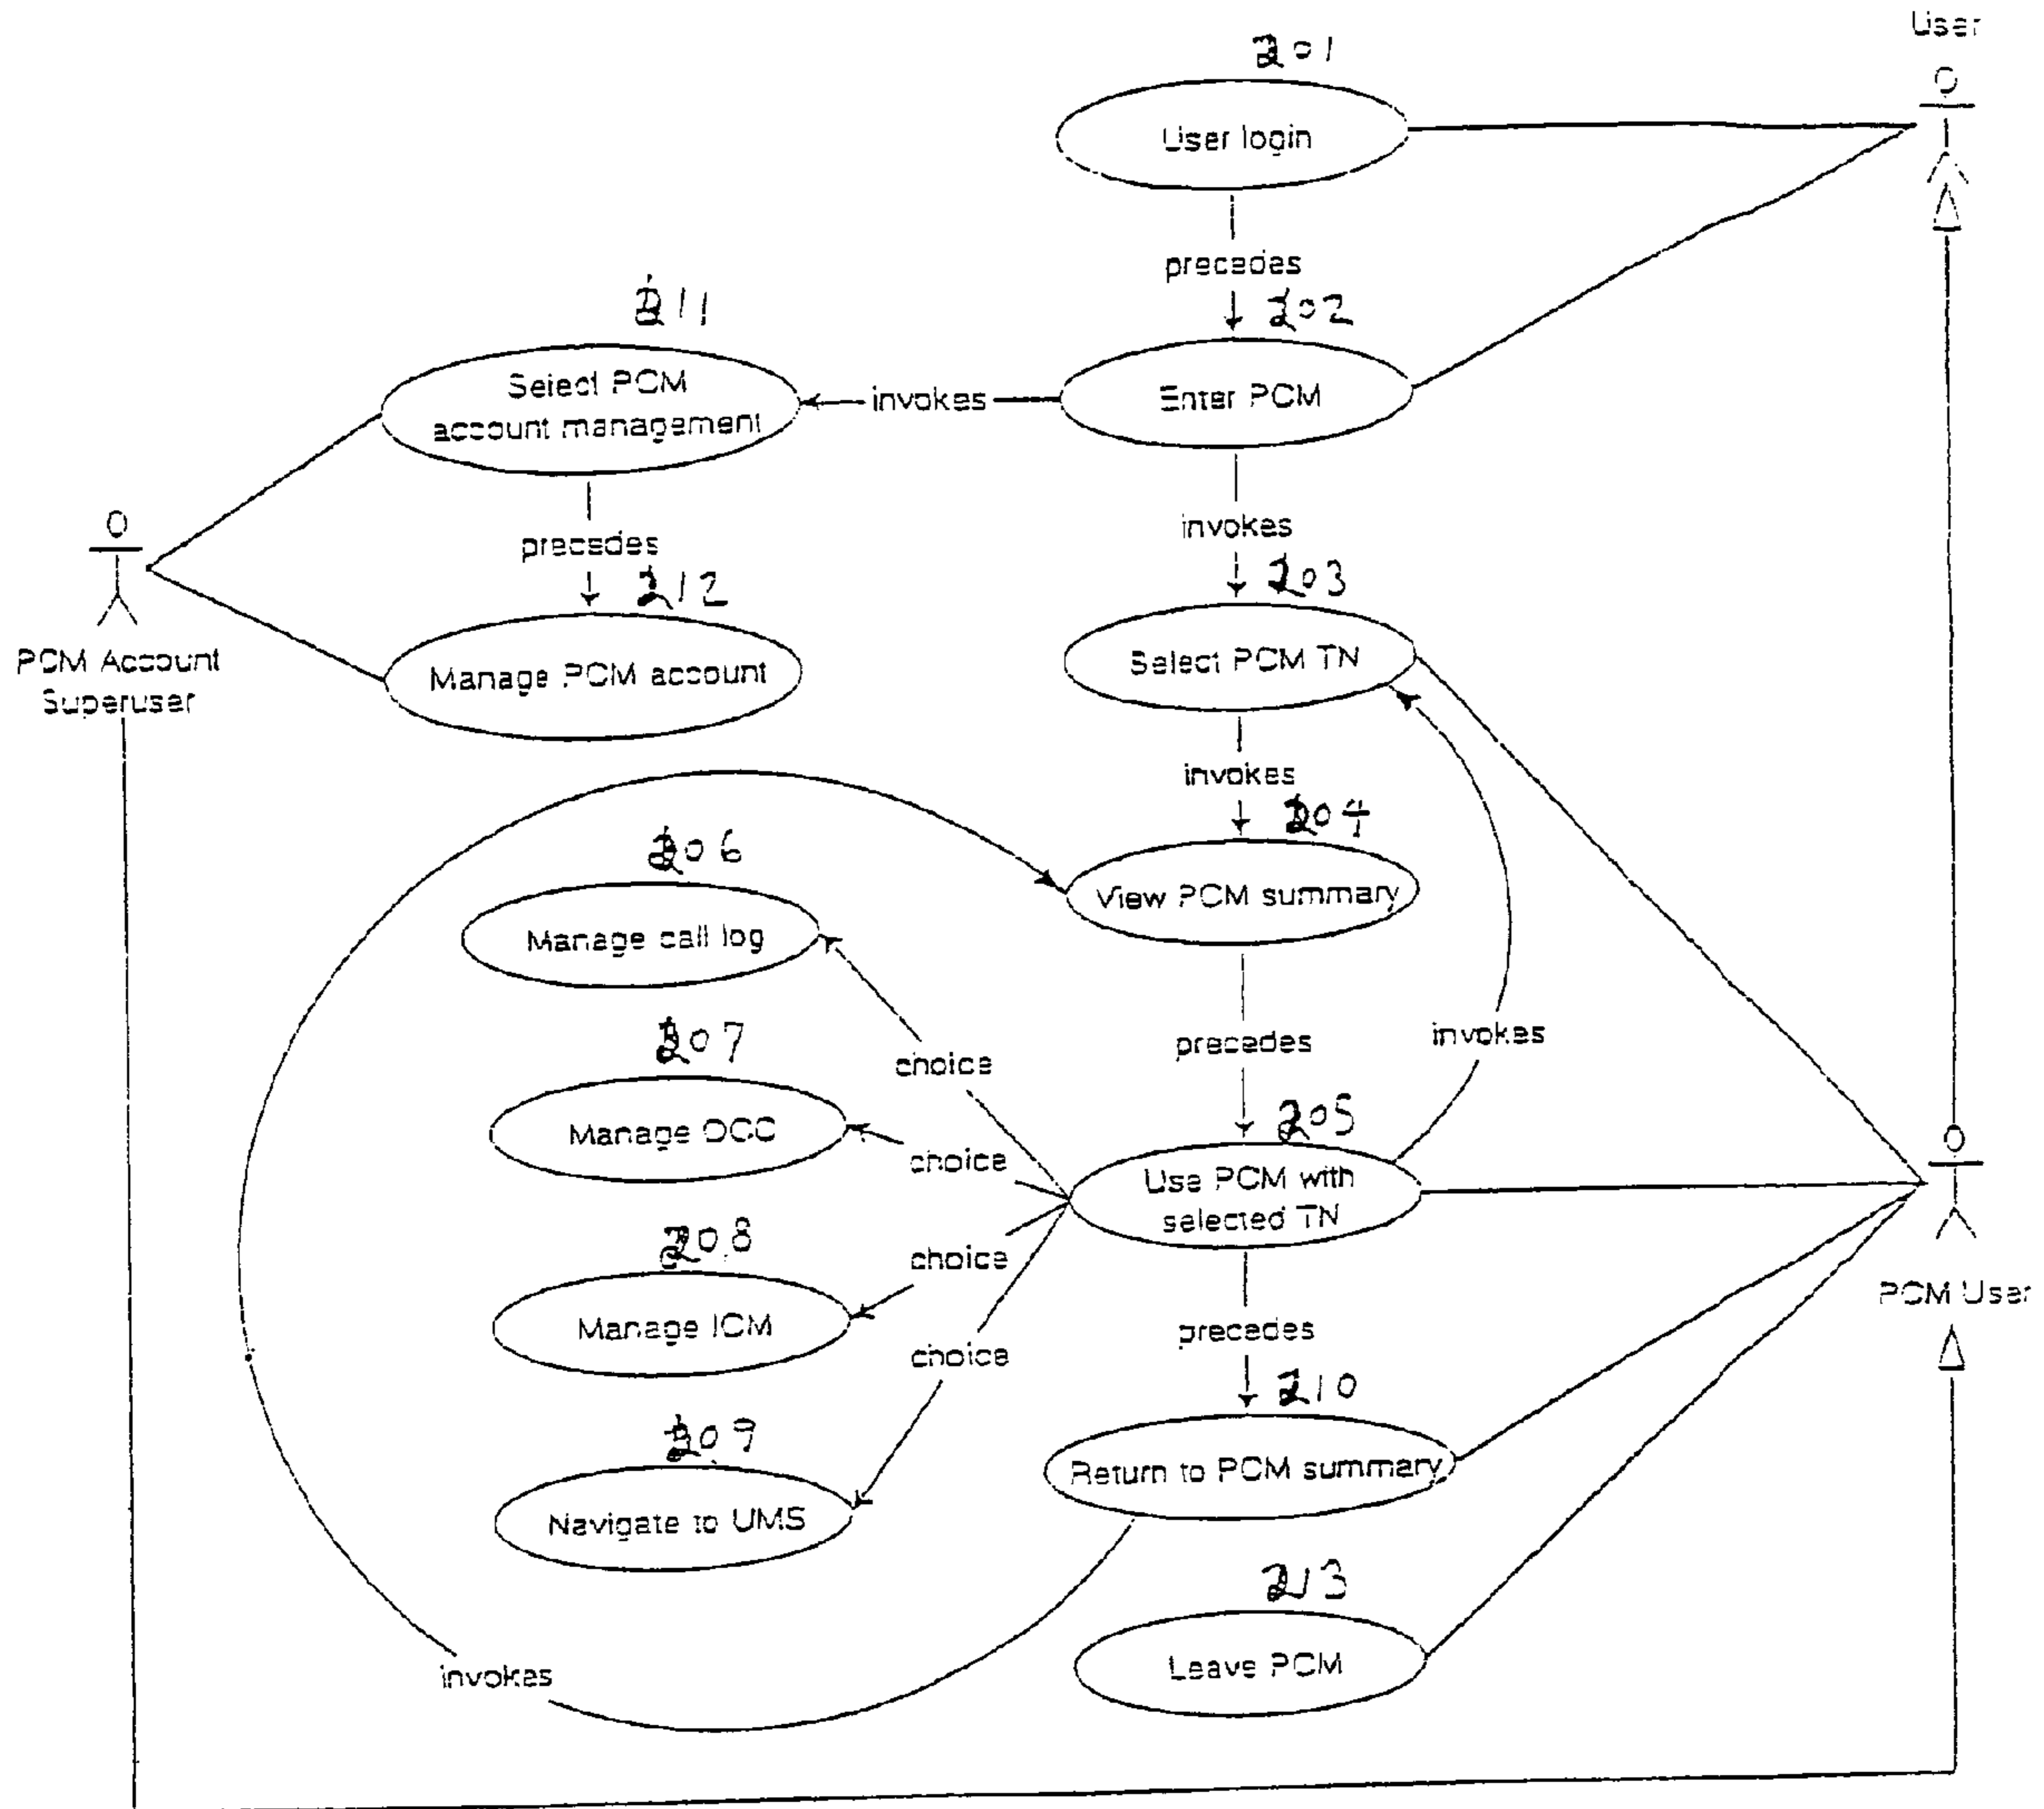 User
201
User login
precedes
211
202
Select PCM
account management
invokes
Enter PCM
invokes
precedes
212
203
PCM Account
Superuser
Manage PCM account
Select PCM TN
invokes
204
206
View PCM summary
Manage call log
207
precedes
invokes
choice
205
Manage OCC
choice
Use PCM with
selected TN
208
choice
PCM User
Manage ICM
precedes
choice
210
209
Return to PCM summary
Navigate to UMS
213
Leave PCM
invokes